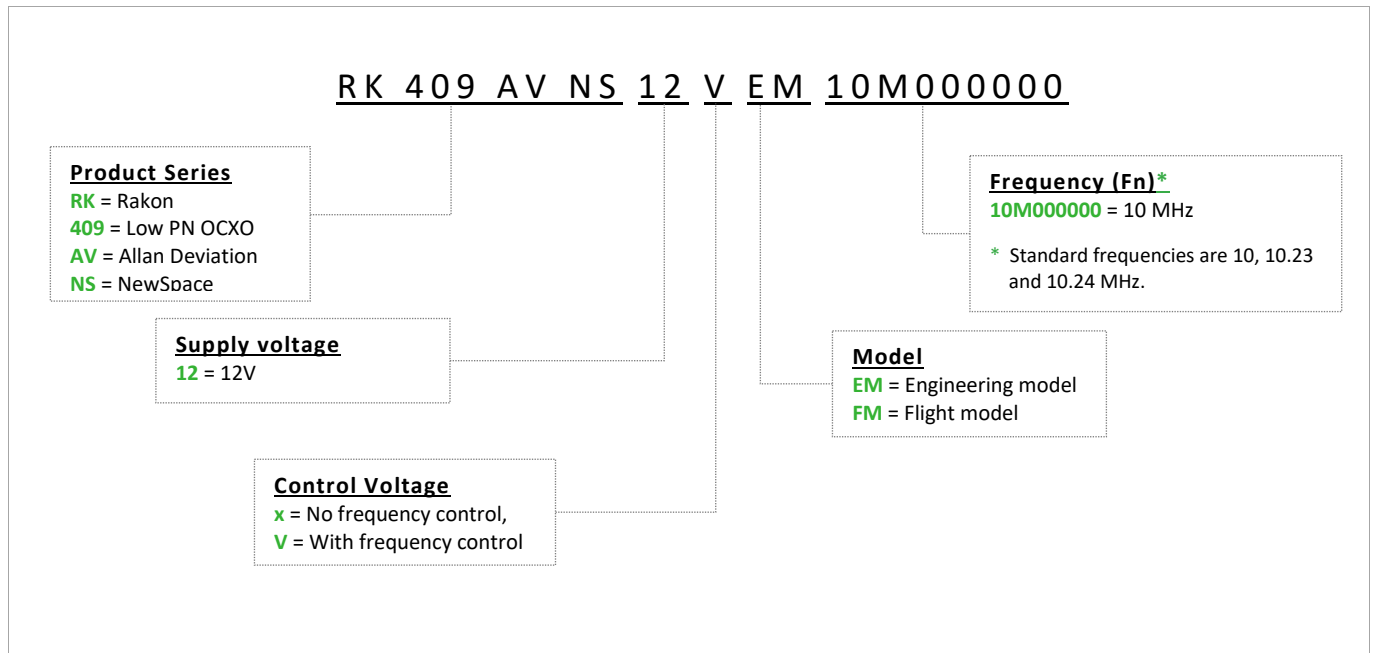 RK 409 AV NS 12 V EM 10M000000
Product Series
RK = Rakon
409 = Low PN OCXO
AV = Allan Deviation
NS = NewSpace
Frequency (Fn)*
10M000000 = 10 MHz
* Standard frequencies are 10, 10.23
and 10.24 MHz.
Supply voltage
12 = 12V
Model
EM = Engineering model
FM = Flight model
Control Voltage
x = No frequency control,
V = With frequency control